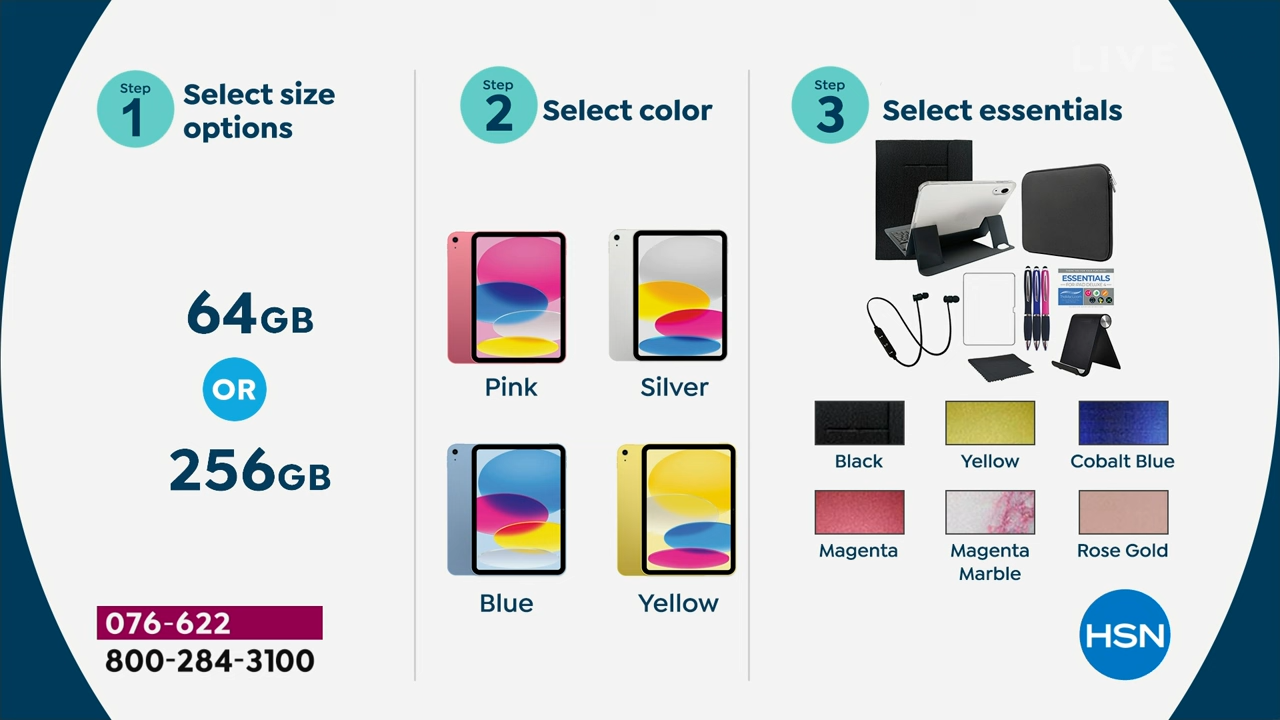 LIVE
Step
1
Select size
options
64GB
OR
256GB
076-622
800-284-3100
Step
2
Select color
Pink
Silver
Blue
Yellow
Step
3
Select essentials
ESSENTIALS
Black
Yellow
Cobalt Blue
Magenta
Magenta
Marble
Rose Gold
HSN